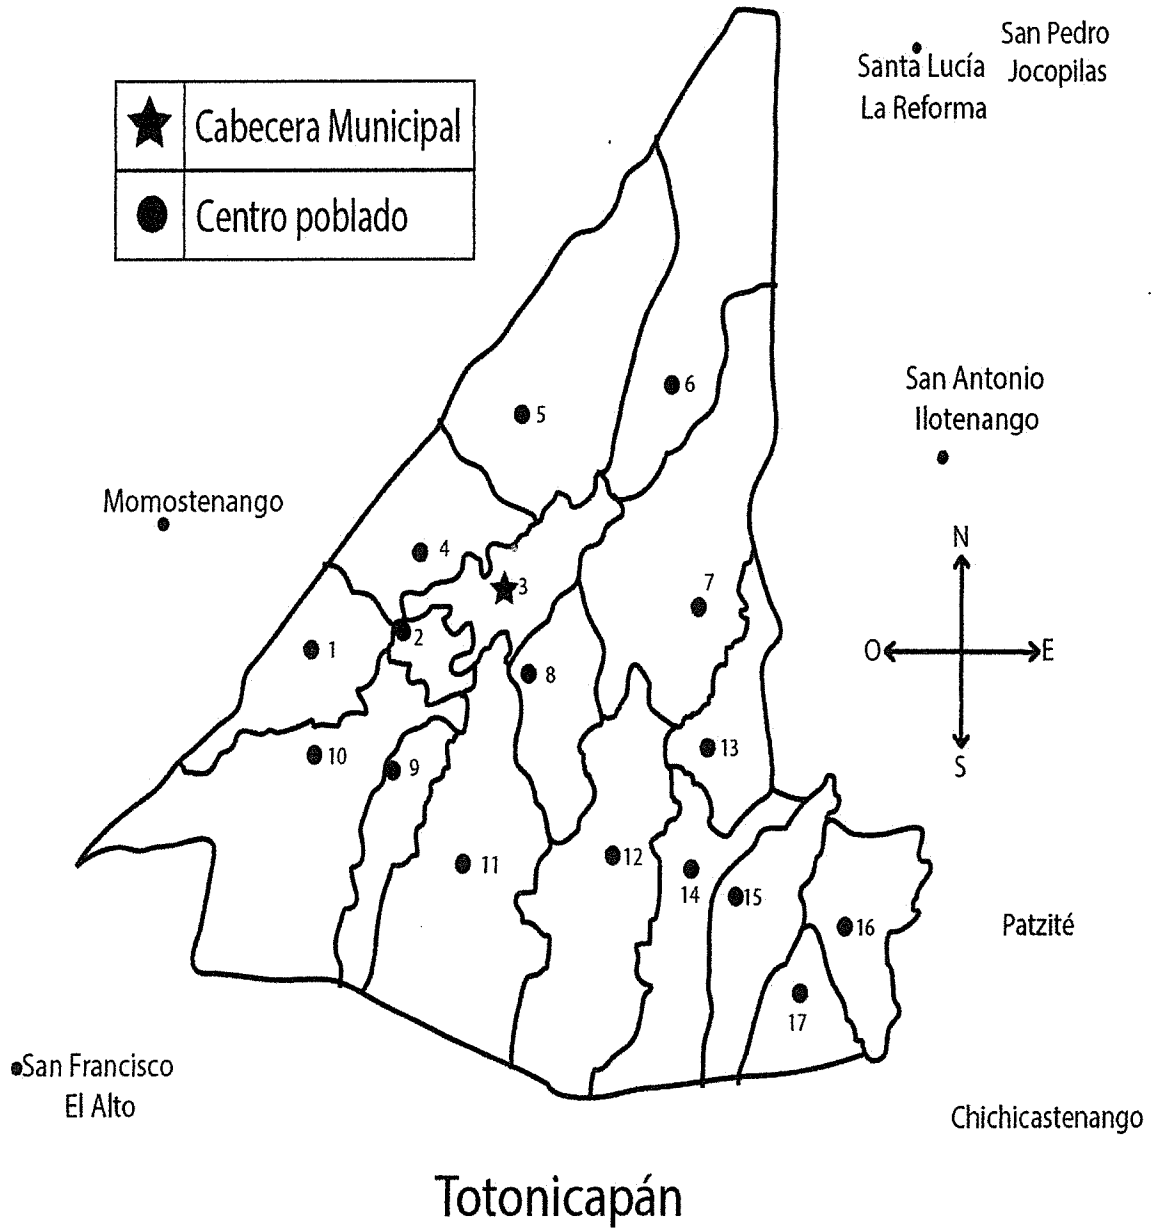 San Pedro
Jocopilas
Santa Lucía
La Reforma
Cabecera Municipal
Centro poblado
San Antonio
Ilotenango
Momostenango
N
O
E
S
5
6
4
3
7
2
1
8
13
10
9
12
11
14
15
16
17
Patzité
San Francisco
El Alto
Chichicastenango
Totonicapán